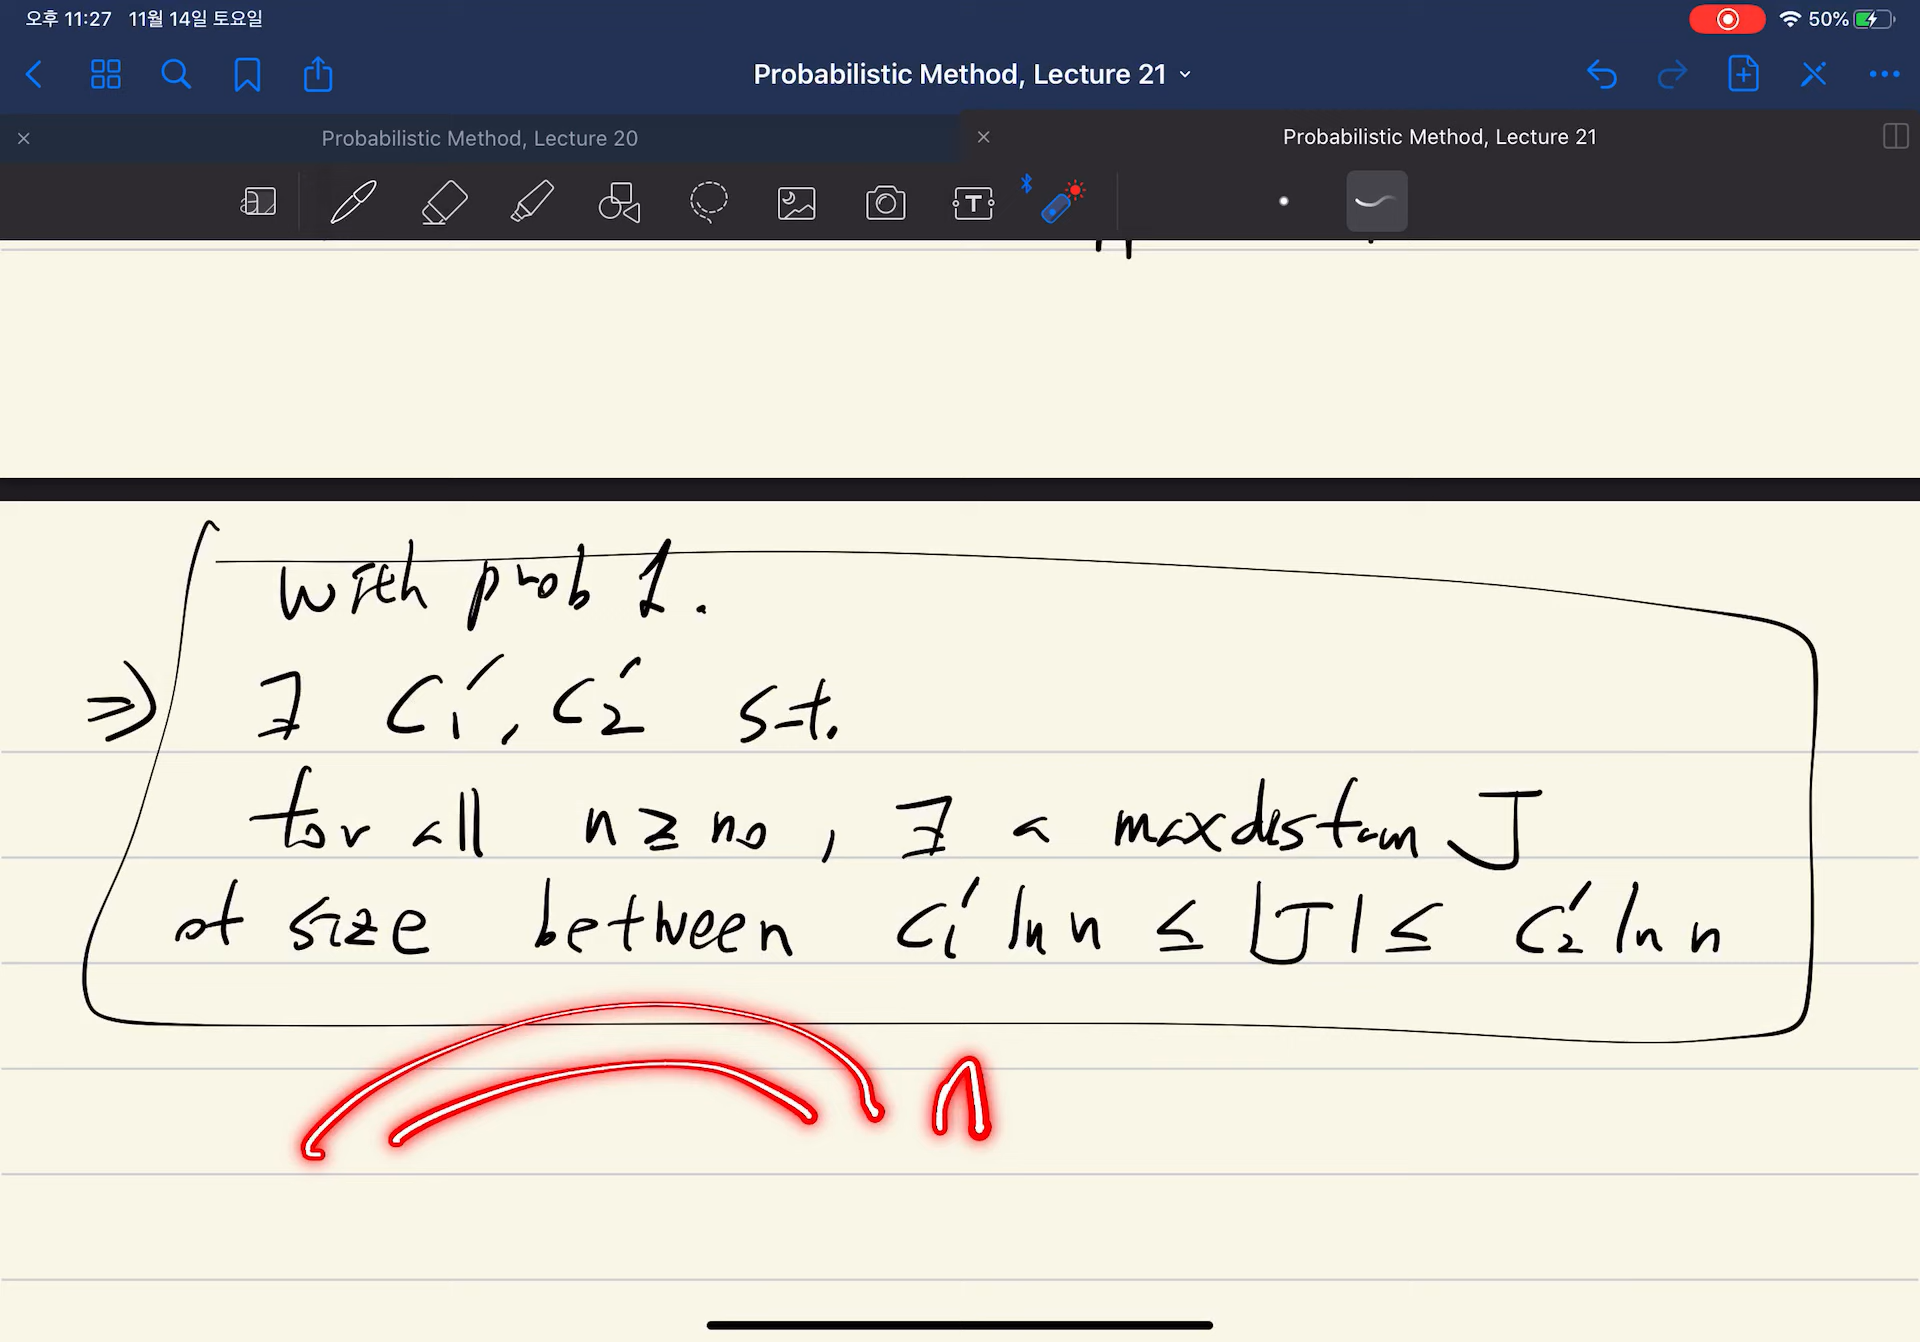 오후 11:27 11월 14일 토요일 50%
Probabilistic Method, Lecture 21
Probabilistic Method, Lecture 20 Probabilistic Method, Lecture 21
T
with prob 1.
⇒ ∃ C₁′, C₂′ s.t.
for all n ≥ n₀, ∃ a maxdisfam J
of size between C₁′ ln n ≤ |J| ≤ C₂′ ln n